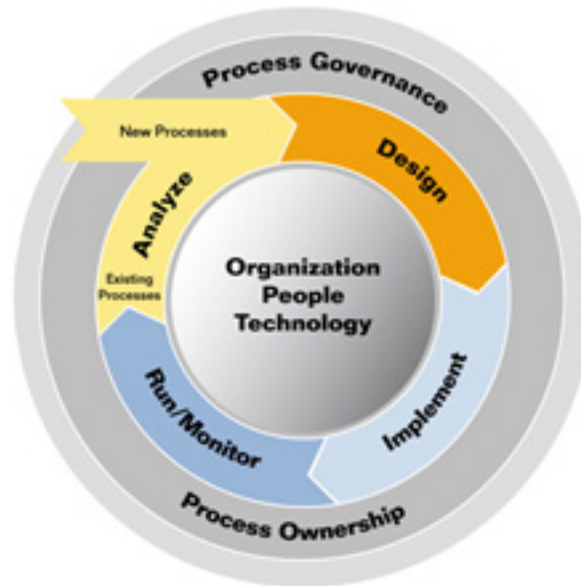 Process Governance
New Processes
Design
Analyze
Existing
Processes
Organization
People
Technology
Implement
Run/Monitor
Process Ownership